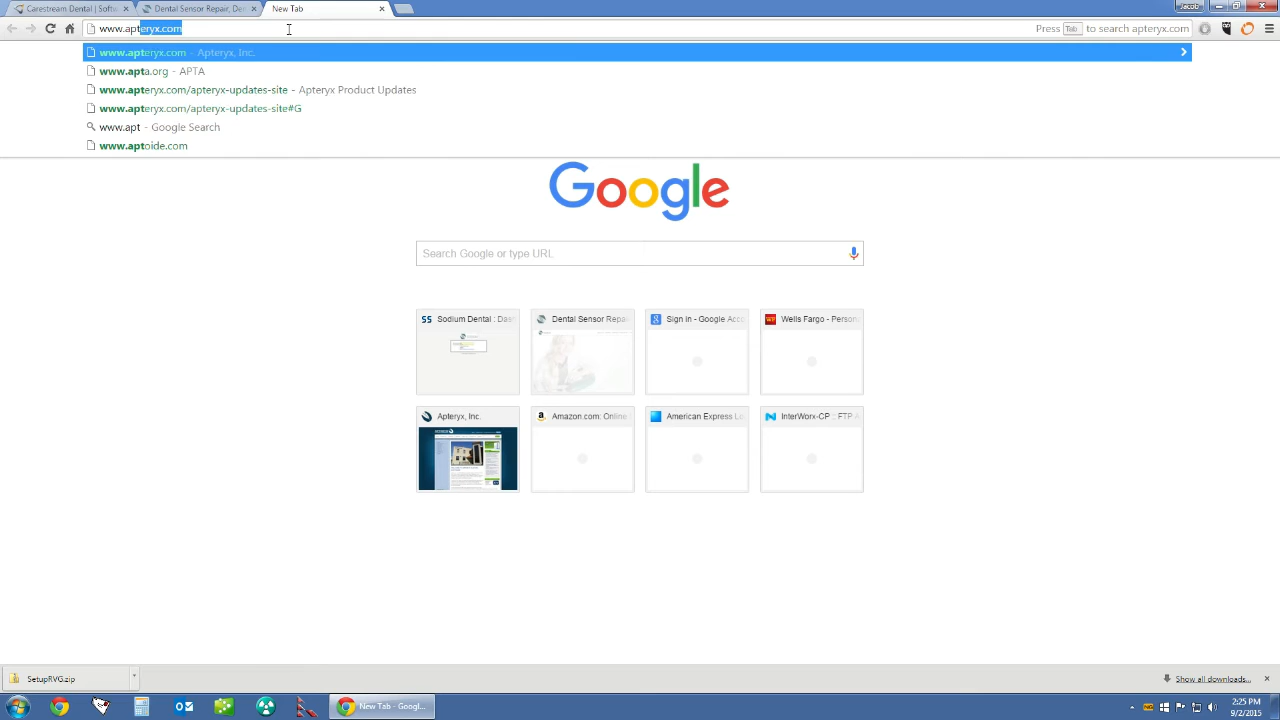 Carestream Dental | Softw
Dental Sensor Repair, Den
New Tab
Jacob
www.apteryx.com
Press Tab to search apteryx.com
www.apteryx.com - Apteryx, Inc.
www.apta.org - APTA
www.apteryx.com/apteryx-updates-site - Apteryx Product Updates
www.apteryx.com/apteryx-updates-site#G
www.apt - Google Search
www.aptoide.com
Google
Search Google or type URL
Sodium Dental : Das
Dental Sensor Repa
Sign in - Google Acco
Wells Fargo - Person
Apteryx, Inc.
Amazon.com: Online
American Express Lo
InterWorx-CP :: FTP A
SetupRVG.zip
Show all downloads...
New Tab - Googl...
2:25 PM
9/2/2015